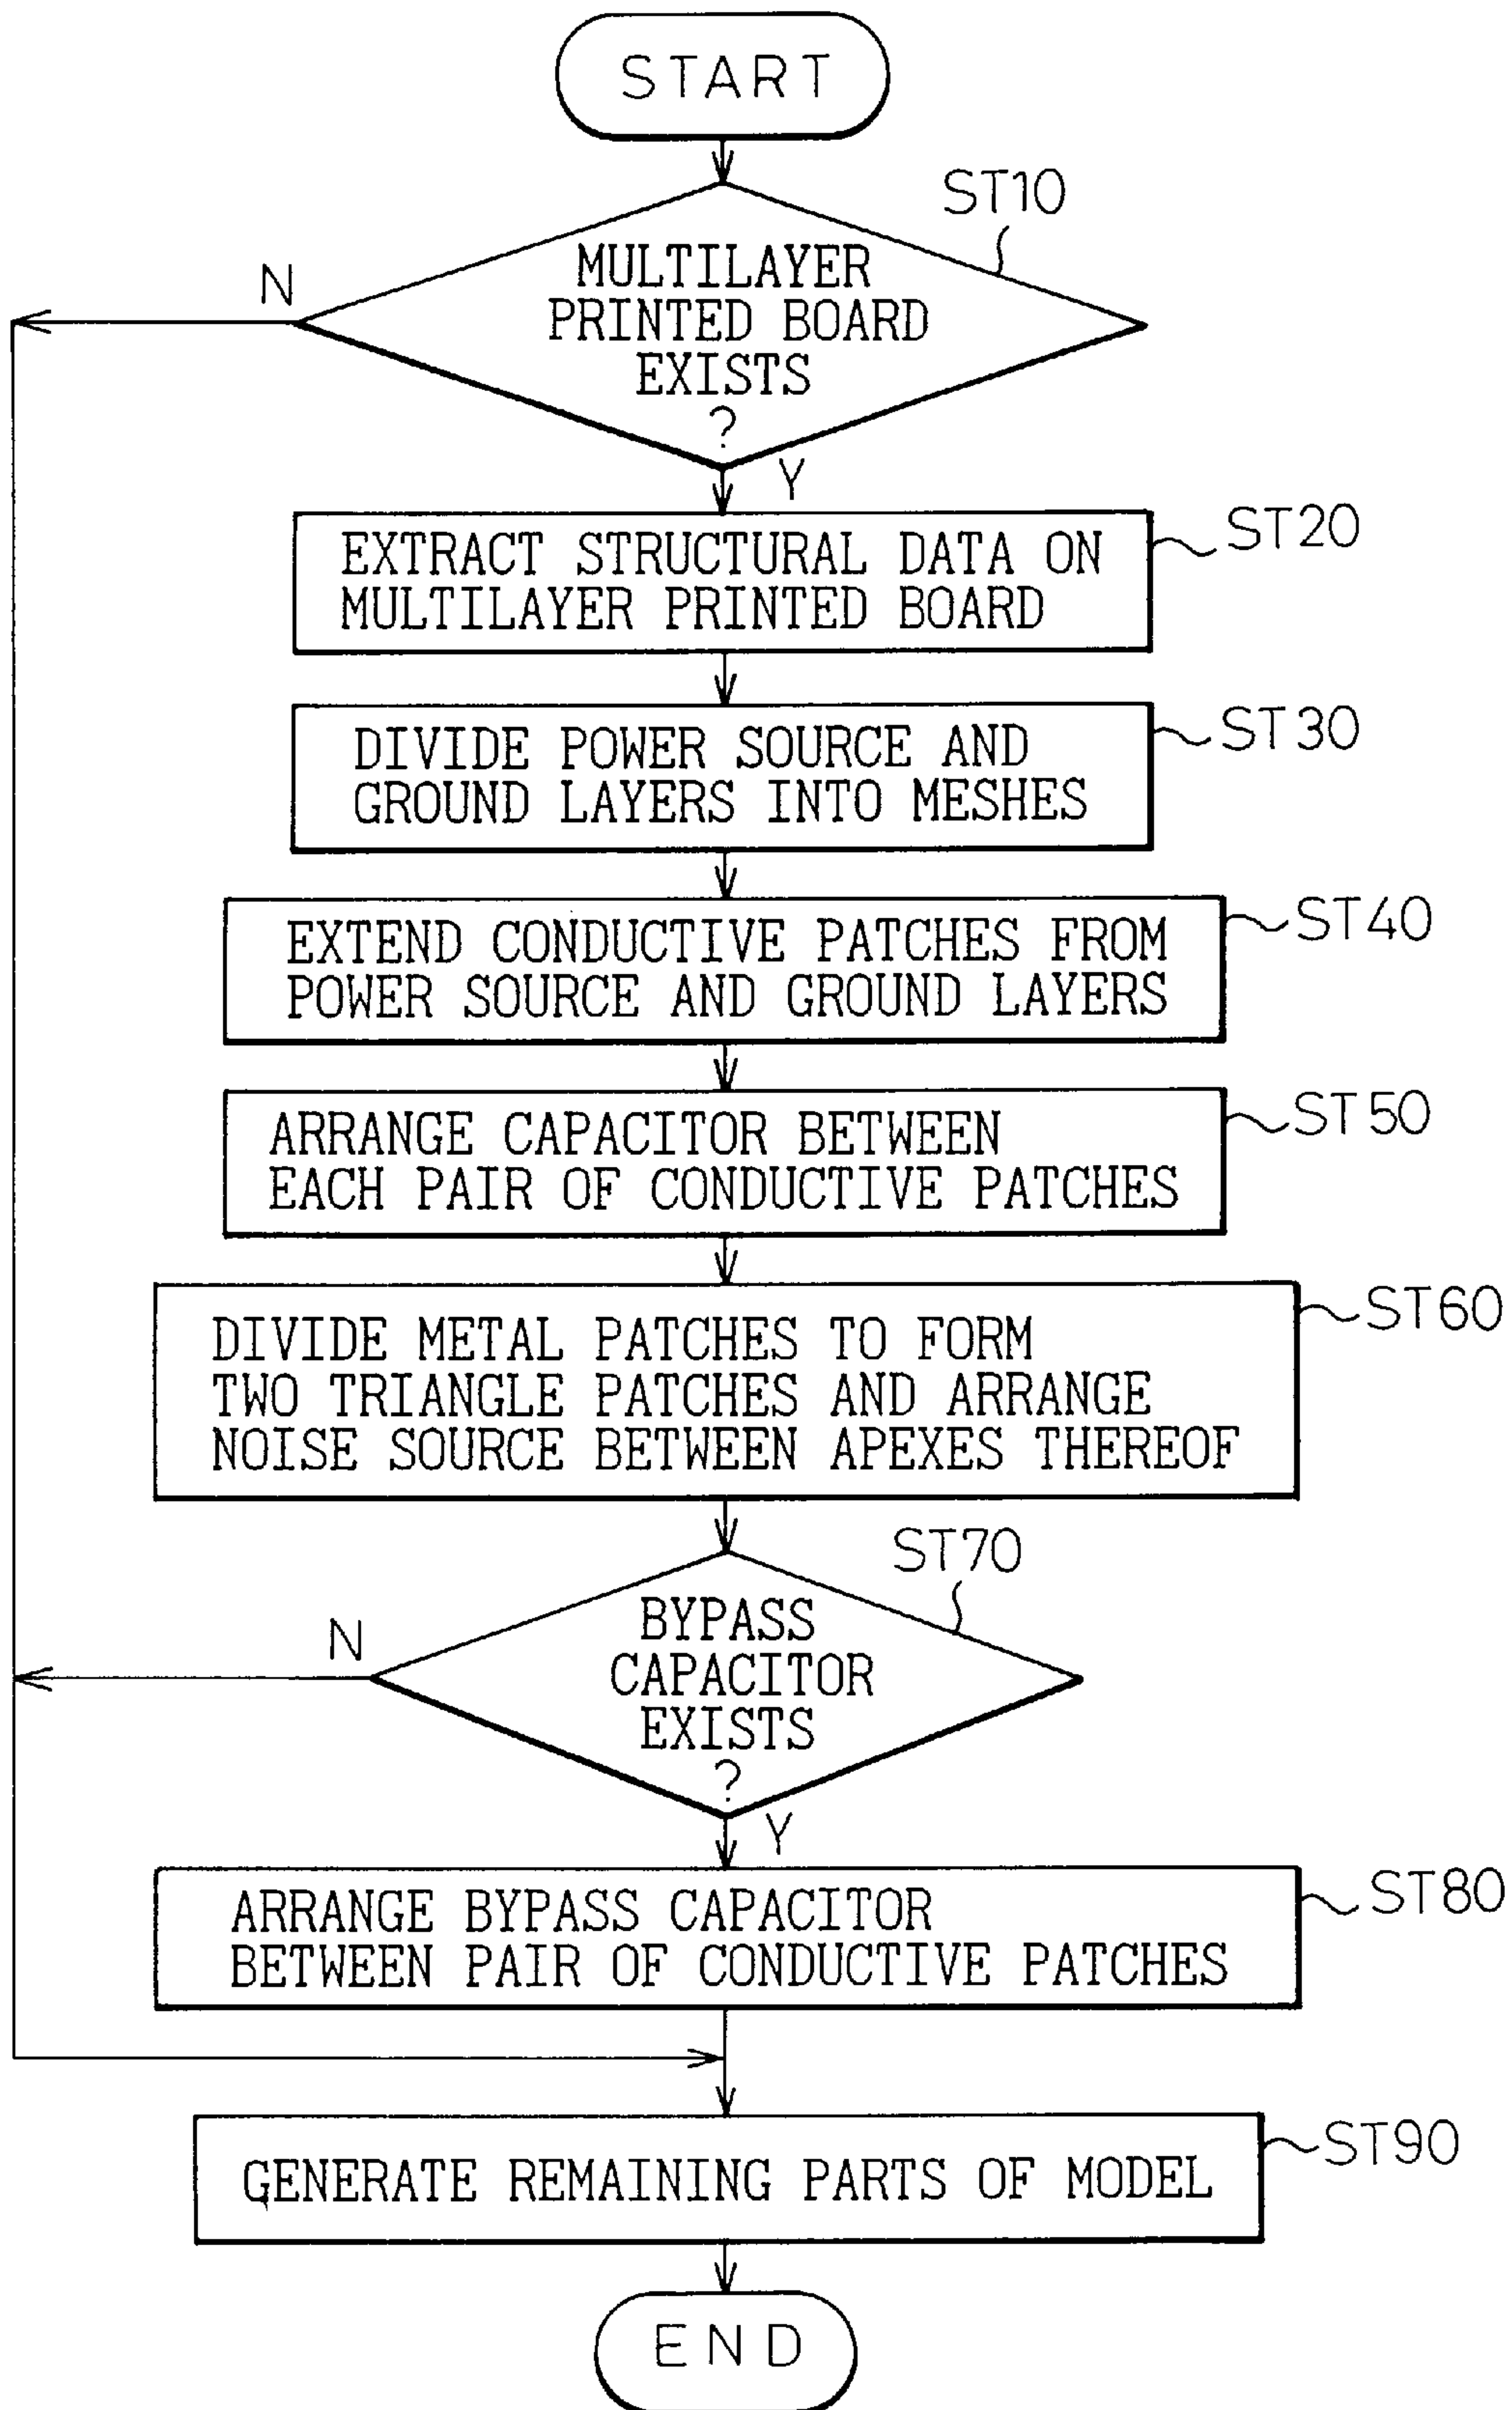 START
ST10
N
MULTILAYER
PRINTED BOARD
EXISTS
?
Y
ST20
EXTRACT STRUCTURAL DATA ON
MULTILAYER PRINTED BOARD
ST30
DIVIDE POWER SOURCE AND
GROUND LAYERS INTO MESHES
ST40
EXTEND CONDUCTIVE PATCHES FROM
POWER SOURCE AND GROUND LAYERS
ST50
ARRANGE CAPACITOR BETWEEN
EACH PAIR OF CONDUCTIVE PATCHES
ST60
DIVIDE METAL PATCHES TO FORM
TWO TRIANGLE PATCHES AND ARRANGE
NOISE SOURCE BETWEEN APEXES THEREOF
ST70
N
BYPASS
CAPACITOR
EXISTS
?
Y
ST80
ARRANGE BYPASS CAPACITOR
BETWEEN PAIR OF CONDUCTIVE PATCHES
ST90
GENERATE REMAINING PARTS OF MODEL
END